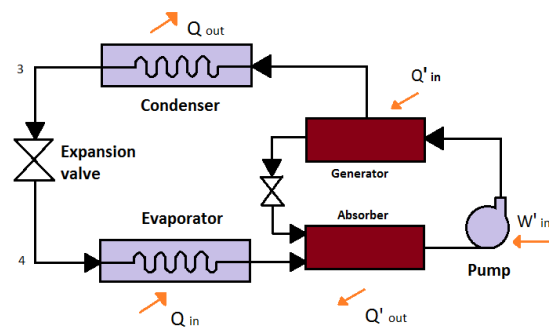 Q out
3
Condenser
Q' in
Expansion
valve
Generator
Evaporator
Absorber
W' in
4
Pump
Q in
Q' out